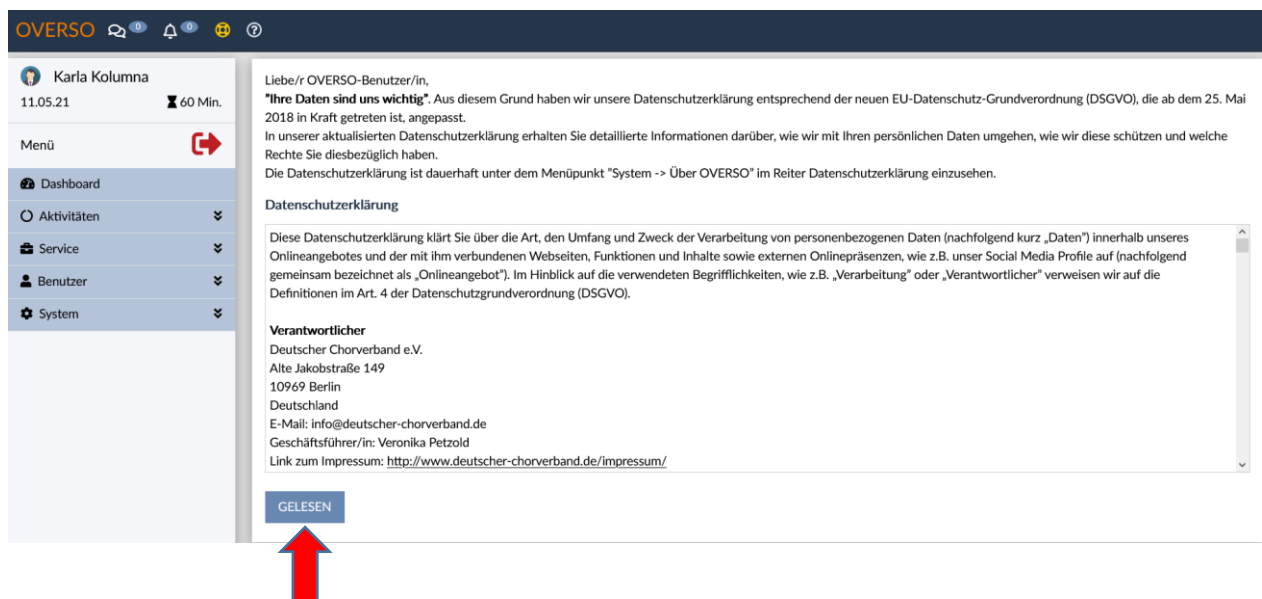 OVERSO 0 0
Karla Kolumna
11.05.21 60 Min.
Menü
Dashboard
Aktivitäten
Service
Benutzer
System
Liebe/r OVERSO-Benutzer/in,
"Ihre Daten sind uns wichtig". Aus diesem Grund haben wir unsere Datenschutzerklärung entsprechend der neuen EU-Datenschutz-Grundverordnung (DSGVO), die ab dem 25. Mai
2018 in Kraft getreten ist, angepasst.
In unserer aktualisierten Datenschutzerklärung erhalten Sie detaillierte Informationen darüber, wie wir mit Ihren persönlichen Daten umgehen, wie wir diese schützen und welche
Rechte Sie diesbezüglich haben.
Die Datenschutzerklärung ist dauerhaft unter dem Menüpunkt "System -> Über OVERSO" im Reiter Datenschutzerklärung einzusehen.
Datenschutzerklärung
Diese Datenschutzerklärung klärt Sie über die Art, den Umfang und Zweck der Verarbeitung von personenbezogenen Daten (nachfolgend kurz „Daten") innerhalb unseres
Onlineangebotes und der mit ihm verbundenen Webseiten, Funktionen und Inhalte sowie externen Onlinepräsenzen, wie z.B. unser Social Media Profile auf (nachfolgend
gemeinsam bezeichnet als „Onlineangebot"). Im Hinblick auf die verwendeten Begrifflichkeiten, wie z.B. „Verarbeitung" oder „Verantwortlicher" verweisen wir auf die
Definitionen im Art. 4 der Datenschutzgrundverordnung (DSGVO).
Verantwortlicher
Deutscher Chorverband e.V.
Alte Jakobstraße 149
10969 Berlin
Deutschland
E-Mail: info@deutscher-chorverband.de
Geschäftsführer/in: Veronika Petzold
Link zum Impressum: http://www.deutscher-chorverband.de/impressum/
GELESEN